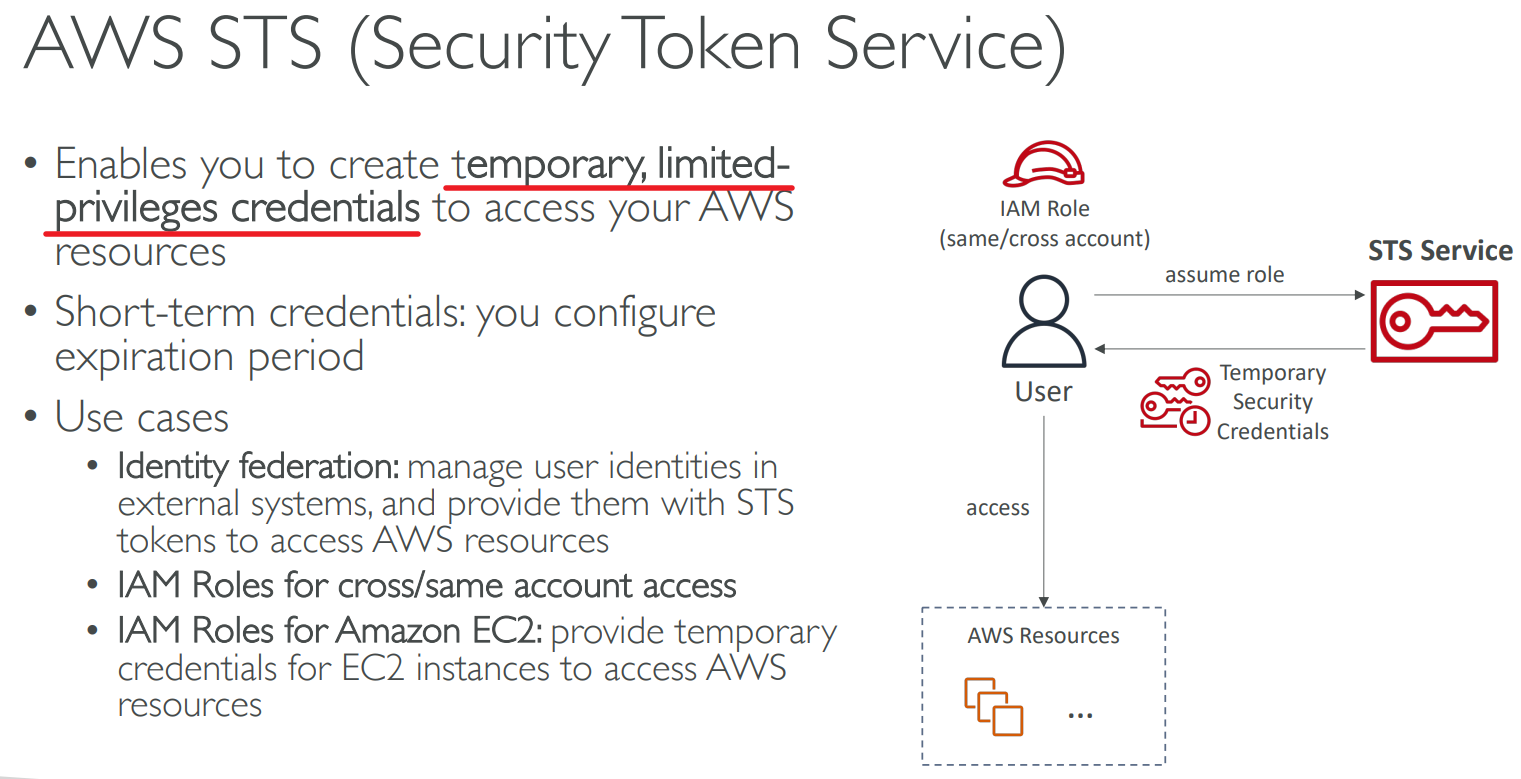 AWS STS (Security Token Service)
• Enables you to create temporary, limited-
privileges credentials to access your AWS
resources
• Short-term credentials: you configure
expiration period
• Use cases
• Identity federation: manage user identities in
external systems, and provide them with STS
tokens to access AWS resources
• IAM Roles for cross/same account access
• IAM Roles for Amazon EC2: provide temporary
credentials for EC2 instances to access AWS
resources
IAM Role
(same/cross account)
STS Service
assume role
User
Temporary
Security
Credentials
access
AWS Resources
...